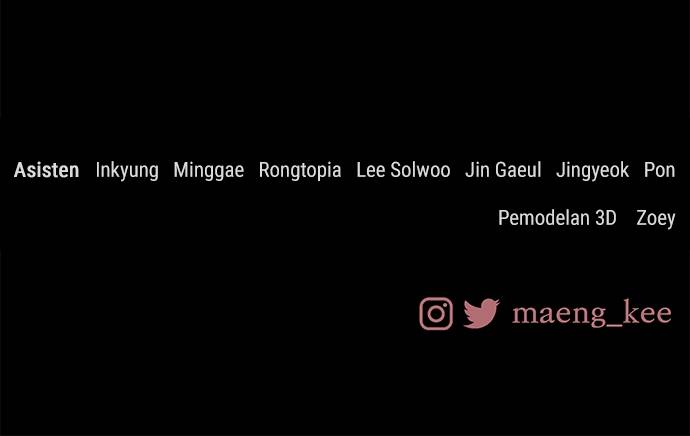 Asisten Inkyung Minggae Rongtopia Lee Solwoo Jin Gaeul Jingyeok Pon
Pemodelan 3D Zoey
maeng_kee